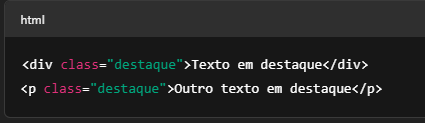 html
<div class="destaque">Texto em destaque</div>
<p class="destaque">Outro texto em destaque</p>